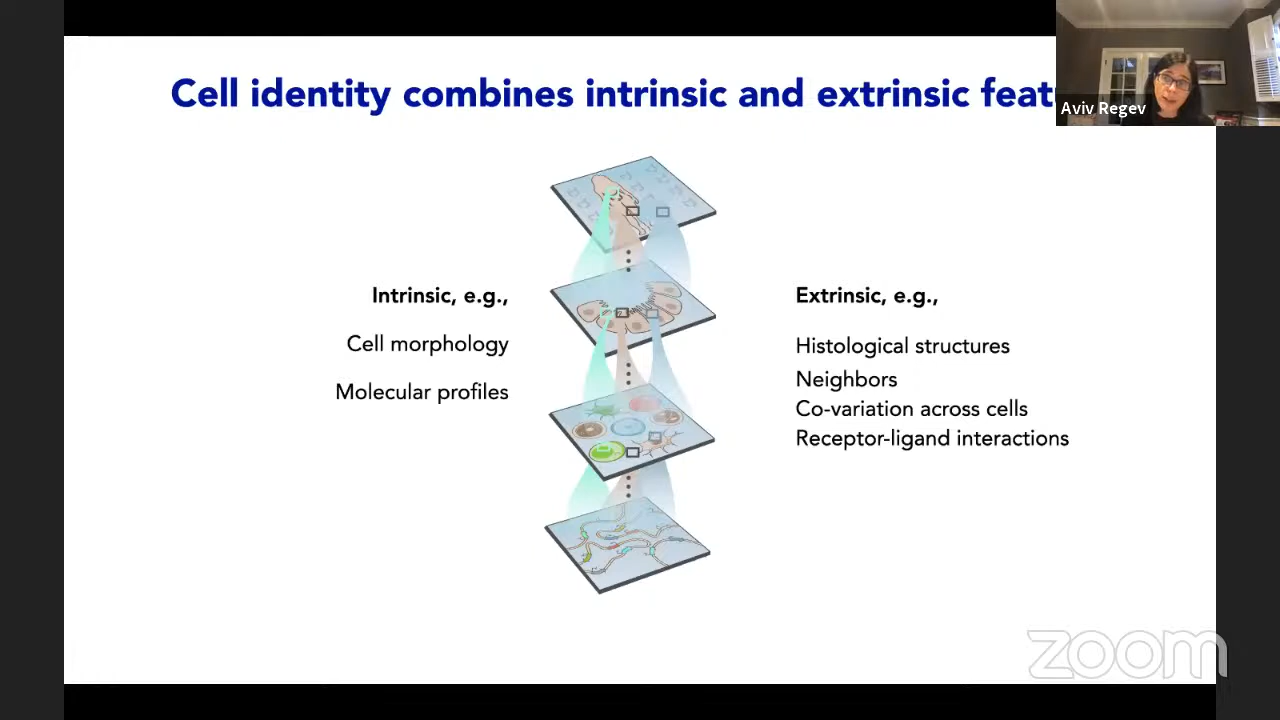 Cell identity combines intrinsic and extrinsic feat
Aviv Regev
Intrinsic, e.g.,
Cell morphology
Molecular profiles
Extrinsic, e.g.,
Histological structures
Neighbors
Co-variation across cells
Receptor-ligand interactions
zoom